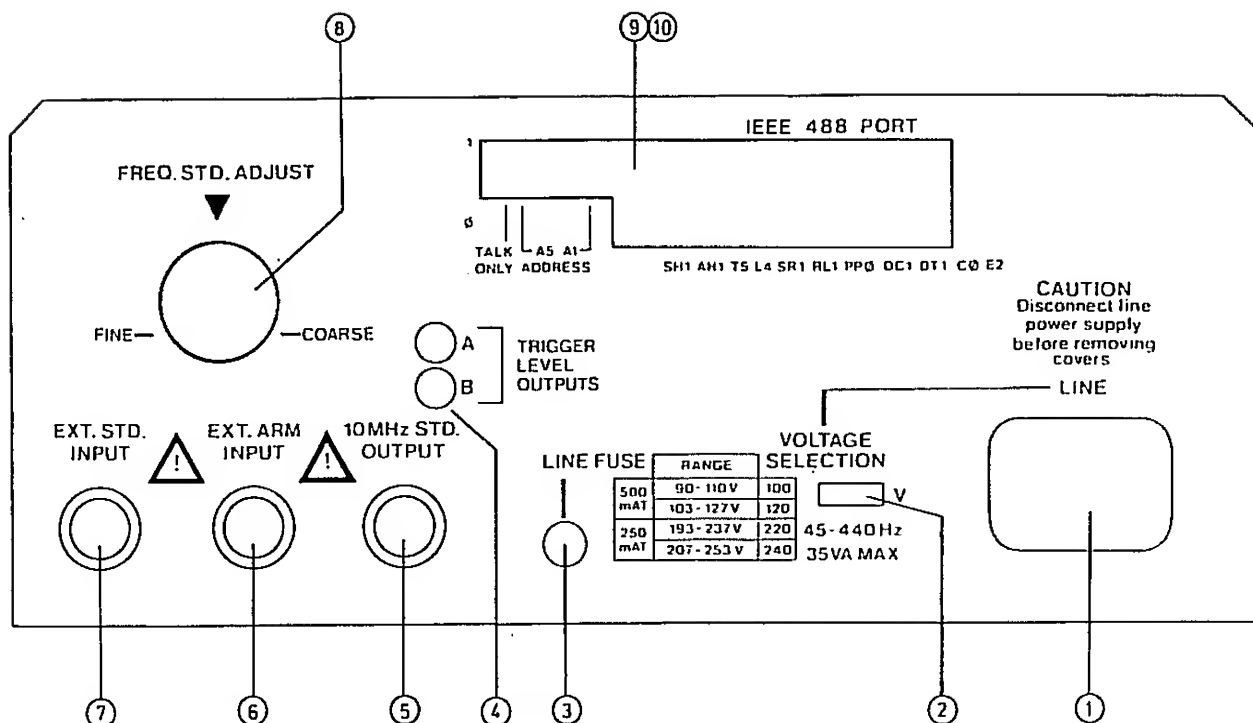 ⑧
⑨⑩
IEEE 488 PORT
1
Ø
TALK
ONLY
A5 A1
ADDRESS
SH1 AH1 T5 L4 SR1 RL1 PPØ DC1 DT1 CØ E2
FREQ. STD. ADJUST
FINE
COARSE
A
B
TRIGGER
LEVEL
OUTPUTS
CAUTION
Disconnect line
power supply
before removing
covers
LINE
EXT. STD.
INPUT
!
EXT. ARM
INPUT
!
10MHz STD.
OUTPUT
LINE FUSE
RANGE
VOLTAGE
SELECTION
500
mAT
90-110V 100
103-127V 120
250
mAT
193-237V 220
207-253V 240
V
45-440Hz
35VA MAX
⑦ ⑥ ⑤ ④ ③ ② ①